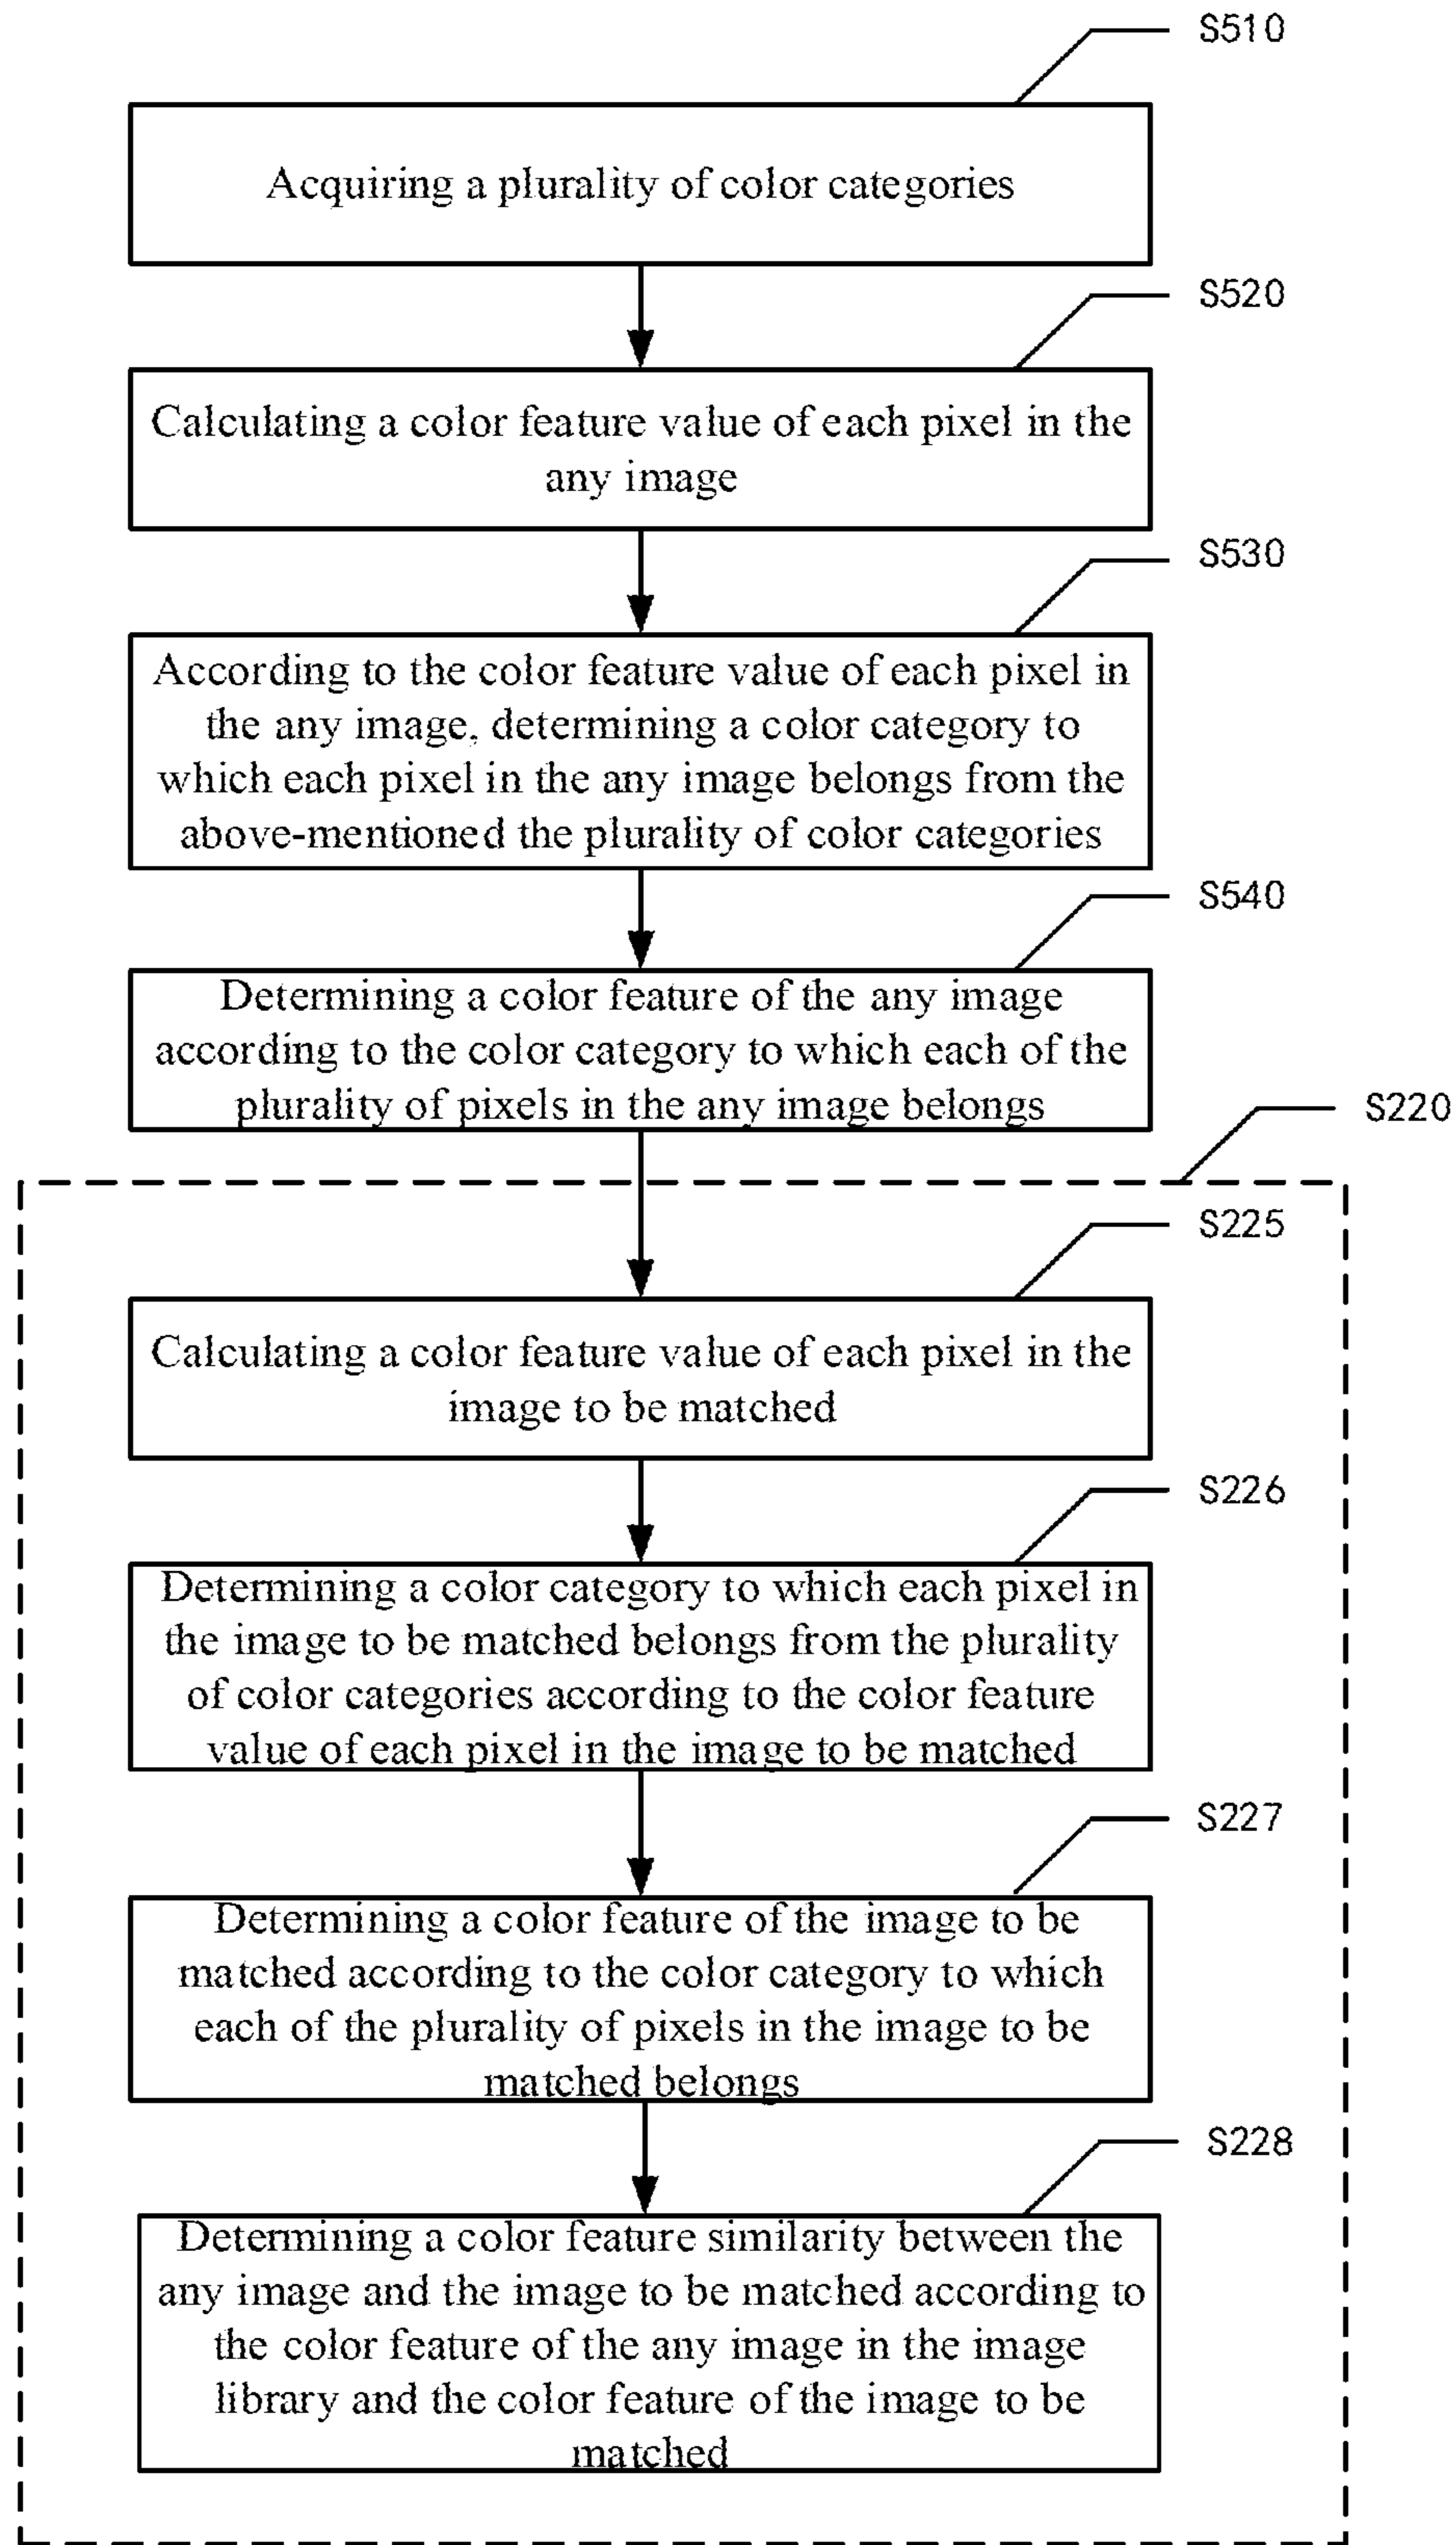 S510
Acquiring a plurality of color categories
S520
Calculating a color feature value of each pixel in the
any image
S530
According to the color feature value of each pixel in
the any image, determining a color category to
which each pixel in the any image belongs from the
above-mentioned the plurality of color categories
S540
Determining a color feature of the any image
according to the color category to which each of the
plurality of pixels in the any image belongs
S220
S225
Calculating a color feature value of each pixel in the
image to be matched
S226
Determining a color category to which each pixel in
the image to be matched belongs from the plurality
of color categories according to the color feature
value of each pixel in the image to be matched
S227
Determining a color feature of the image to be
matched according to the color category to which
each of the plurality of pixels in the image to be
matched belongs
S228
Determining a color feature similarity between the
any image and the image to be matched according to
the color feature of the any image in the image
library and the color feature of the image to be
matched